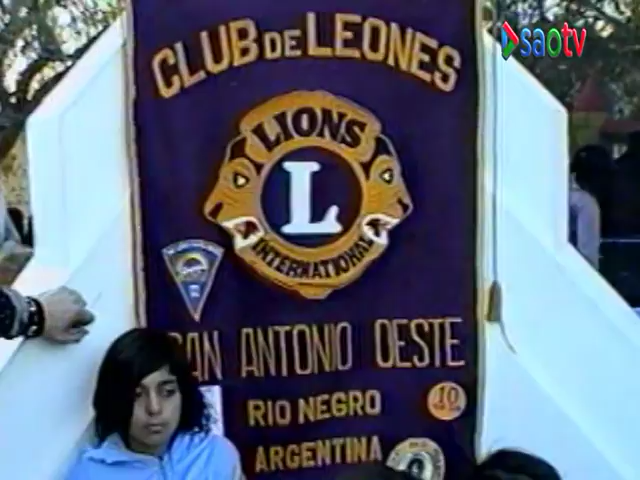 saotv
CLUB DE LEONES
LIONS
L
INTERNATIONAL
SAN ANTONIO OESTE
RIO NEGRO
10
ARGENTINA